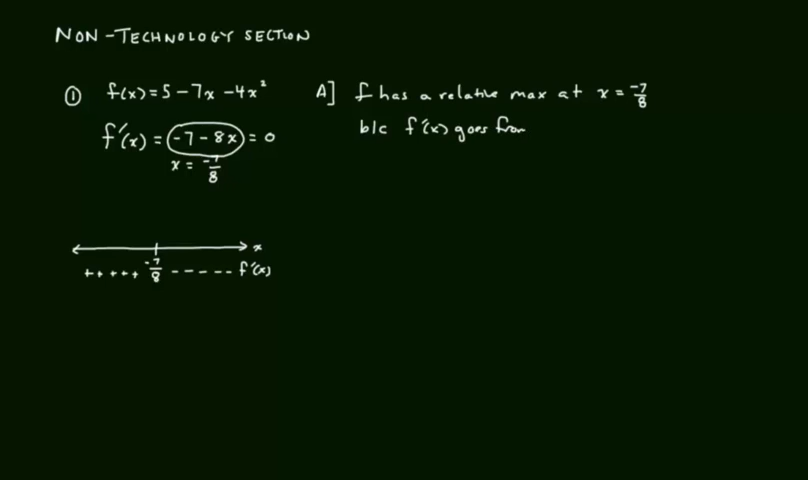 NON-TECHNOLOGY SECTION
① f(x) = 5 - 7x - 4x²
f'(x) = -7 - 8x = 0
x = -7/8
x
+ + + + + -7/8 - - - - - f'(x)
A] f has a relative max at x = -7/8
b/c f'(x) goes from